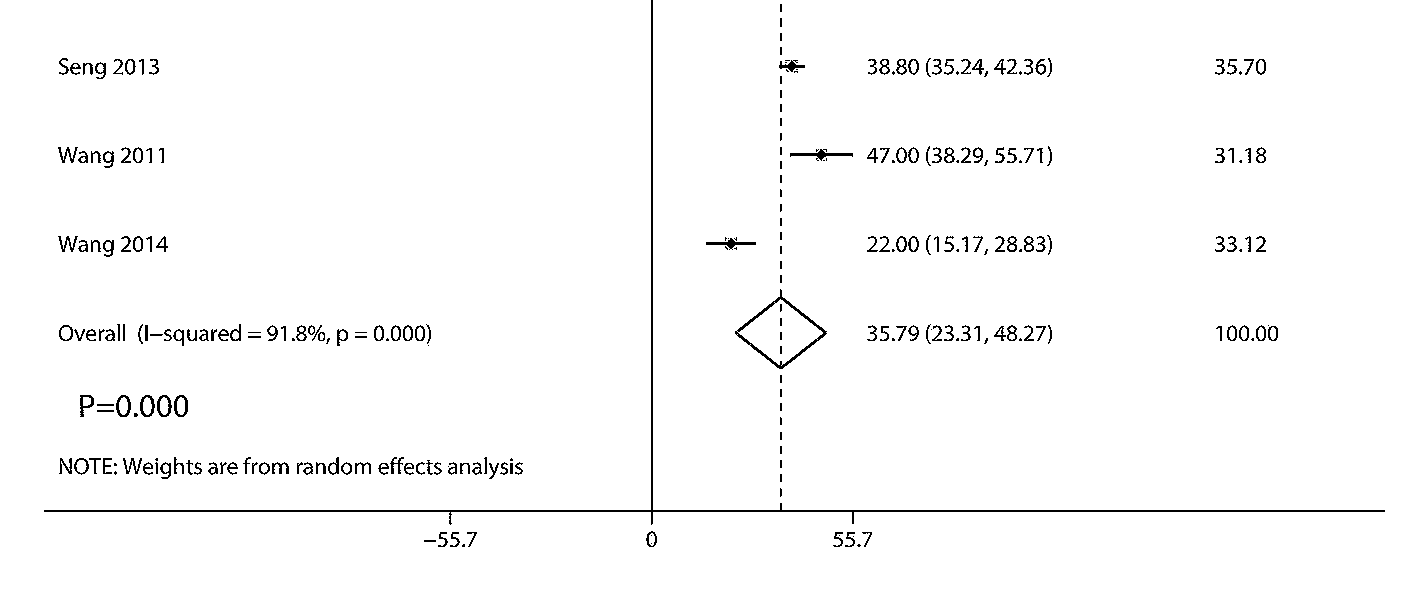 Seng 2013 38.80 (35.24, 42.36) 35.70
Wang 2011 47.00 (38.29, 55.71) 31.18
Wang 2014 22.00 (15.17, 28.83) 33.12
Overall (I−squared = 91.8%, p = 0.000) 35.79 (23.31, 48.27) 100.00
P=0.000
NOTE: Weights are from random effects analysis
−55.7 0 55.7